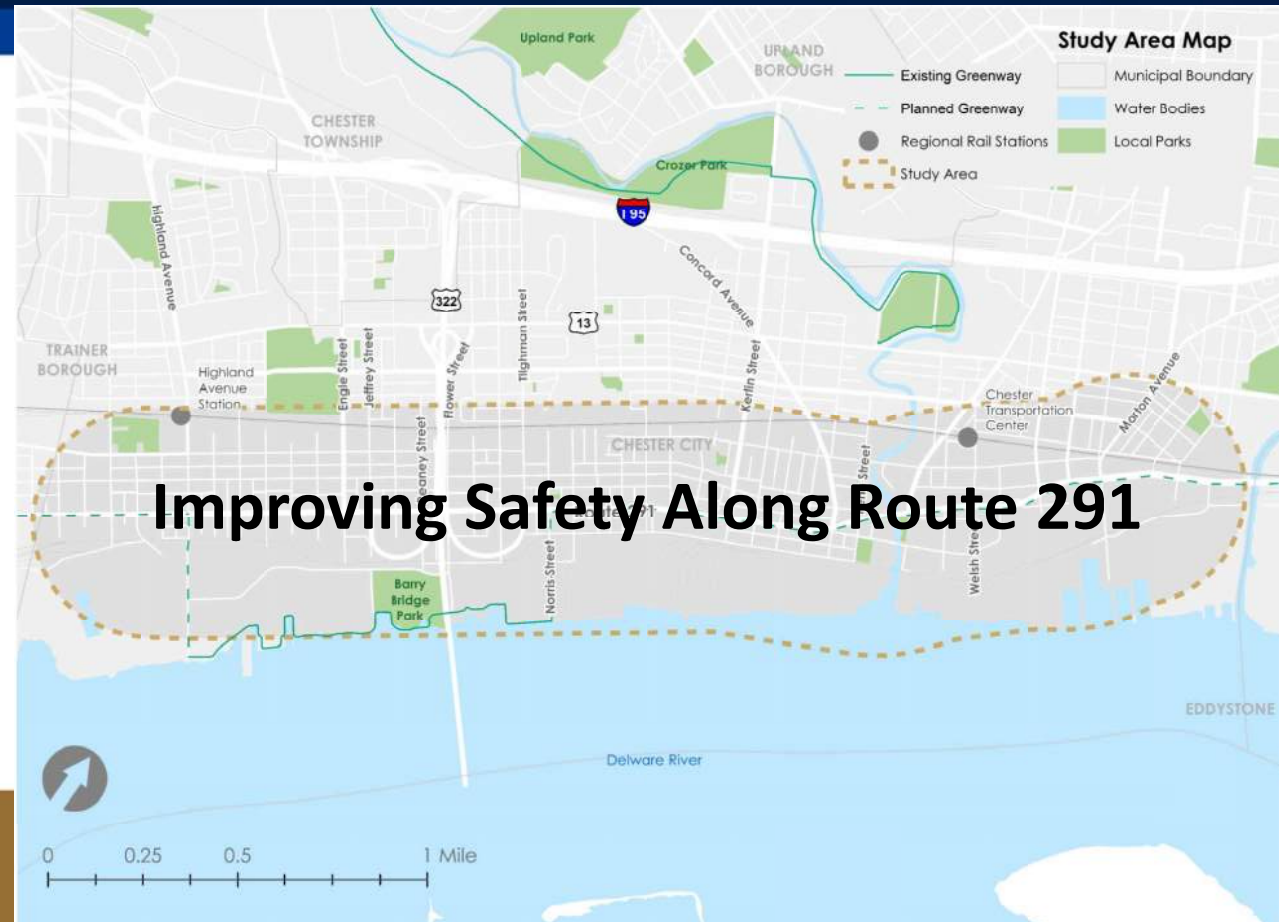 Study Area Map
Existing Greenway
Planned Greenway
Regional Rail Stations
Study Area
Municipal Boundary
Water Bodies
Local Parks
Upland Park
UPLAND
BOROUGH
CHESTER
TOWNSHIP
Crozer Park
I 95
Highland Avenue
Concord Avenue
322
13
Tilghman Street
TRAINER
BOROUGH
Highland
Avenue
Station
Engle Street
Jeffrey Street
Flower Street
Kerlin Street
Chester
Transportation
Center
Morton Avenue
CHESTER CITY
Street
Improving Safety Along Route 291
Norris Street
Welsh Street
Barry
Bridge
Park
EDDYSTONE
Delware River
0 0.25 0.5 1 Mile